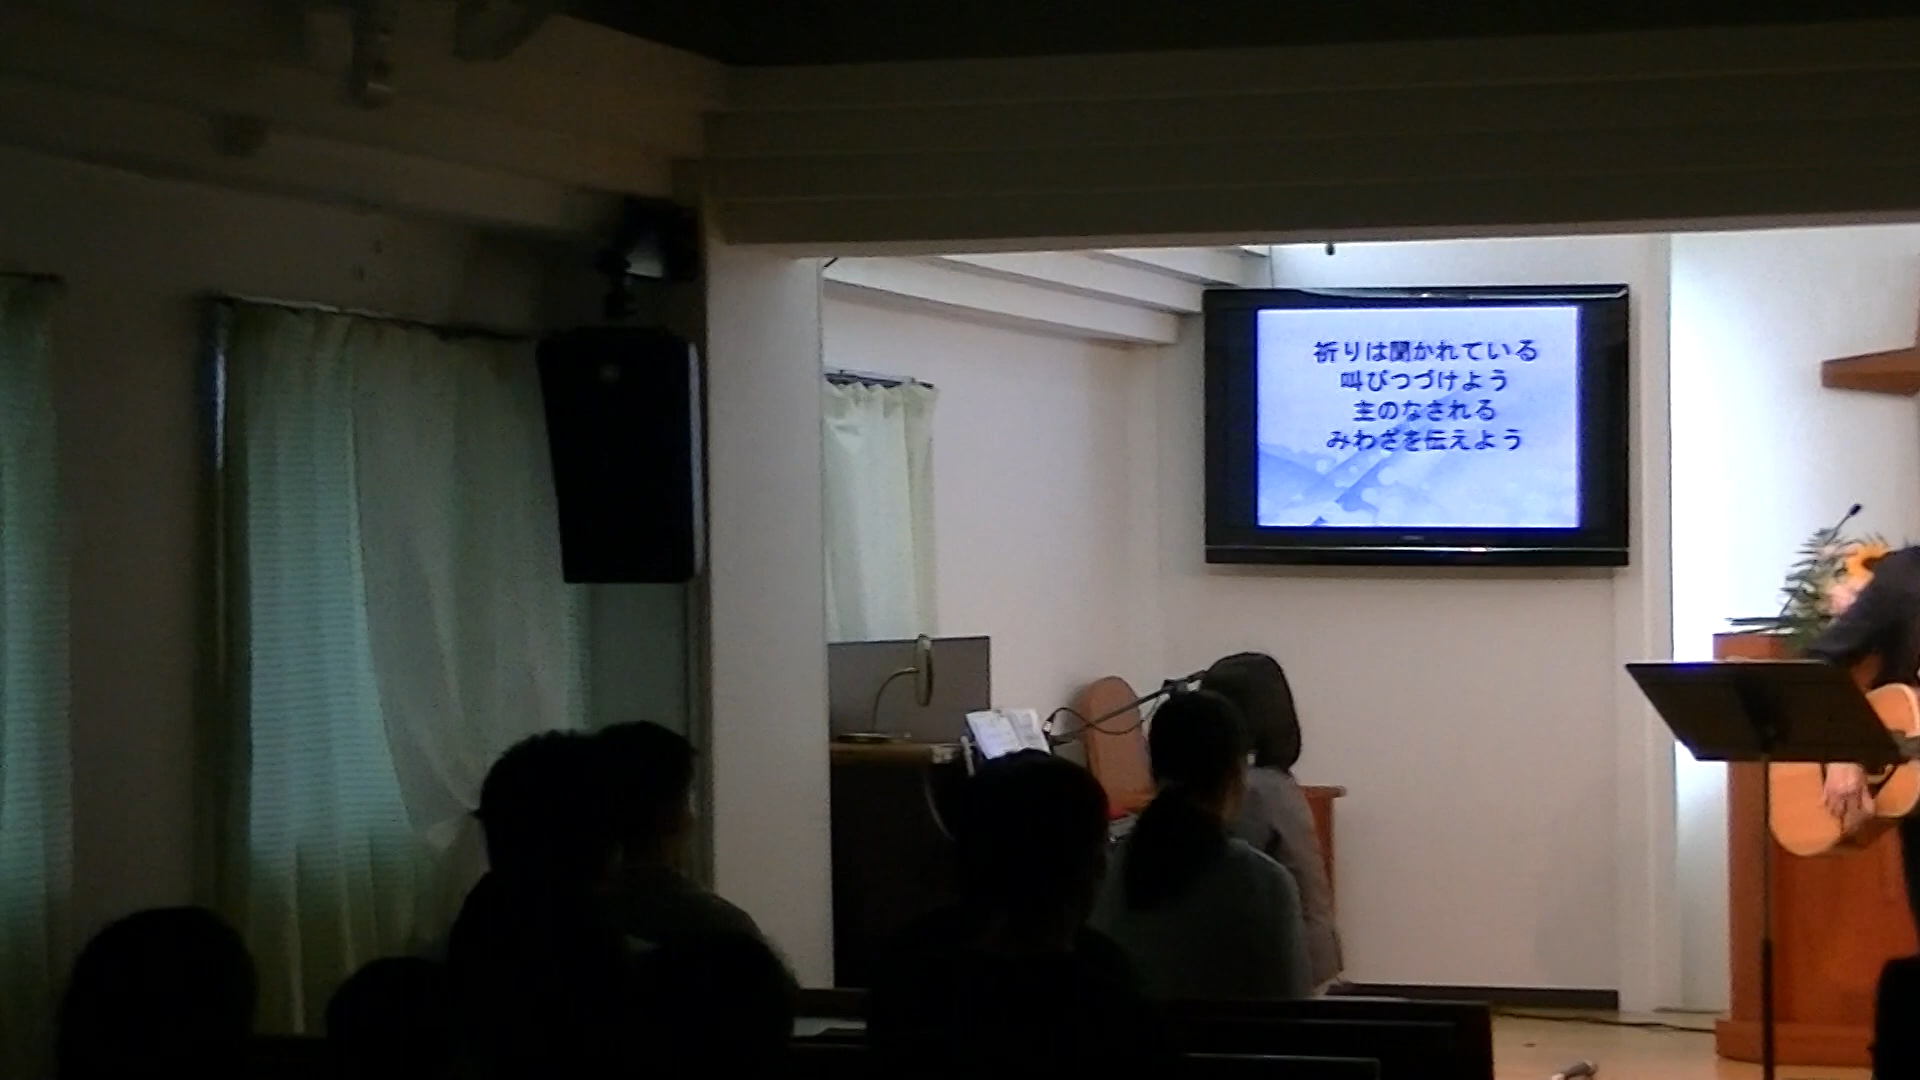 祈りは聞かれている
叫びつづけよう
主のなされる
みわざを伝えよう